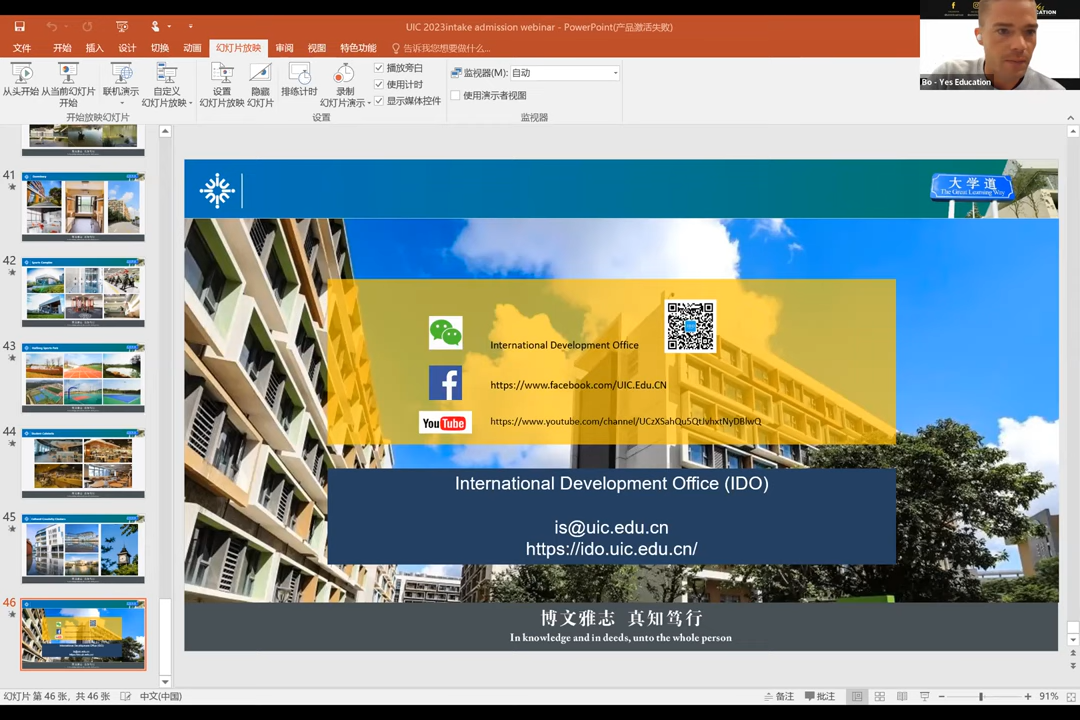 UIC 2023intake admission webinar - PowerPoint(产品激活失败)
文件 开始 插入 设计 切换 动画 幻灯片放映 审阅 视图 特色功能 告诉我您想要做什么...
从头开始 从当前幻灯片开始 联机演示 自定义幻灯片放映 设置幻灯片放映 隐藏幻灯片 排练计时 录制幻灯片演示
播放旁白
使用计时
显示媒体控件
监视器(M): 自动
使用演示者视图
开始放映幻灯片 设置 监视器
Bo - Yes Education
41
42
43
44
45
46
大学道
The Great Learning Way
International Development Office
https://www.facebook.com/UIC.Edu.CN
YouTube
https://www.youtube.com/channel/UCzXSahQu5QtJvhxtNyDBlwQ
International Development Office (IDO)
is@uic.edu.cn
https://ido.uic.edu.cn/
博文雅志 真知笃行
In knowledge and in deeds, unto the whole person
幻灯片 第 46 张，共 46 张 中文(中国) 备注 批注 91%